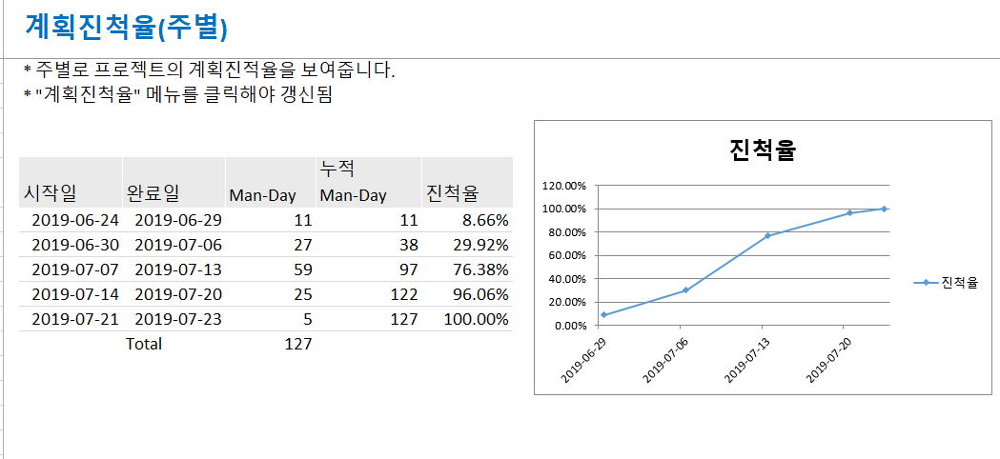 계획진척율(주별)
* 주별로 프로젝트의 계획진적율을 보여줍니다.
* "계획진척율" 메뉴를 클릭해야 갱신됨
시작일 완료일 Man-Day 누적 Man-Day 진척율
2019-06-24 2019-06-29 11 11 8.66%
2019-06-30 2019-07-06 27 38 29.92%
2019-07-07 2019-07-13 59 97 76.38%
2019-07-14 2019-07-20 25 122 96.06%
2019-07-21 2019-07-23 5 127 100.00%
Total 127
진척율
120.00%
100.00%
80.00%
60.00%
40.00%
20.00%
0.00%
2019-06-29 2019-07-06 2019-07-13 2019-07-20
진척율